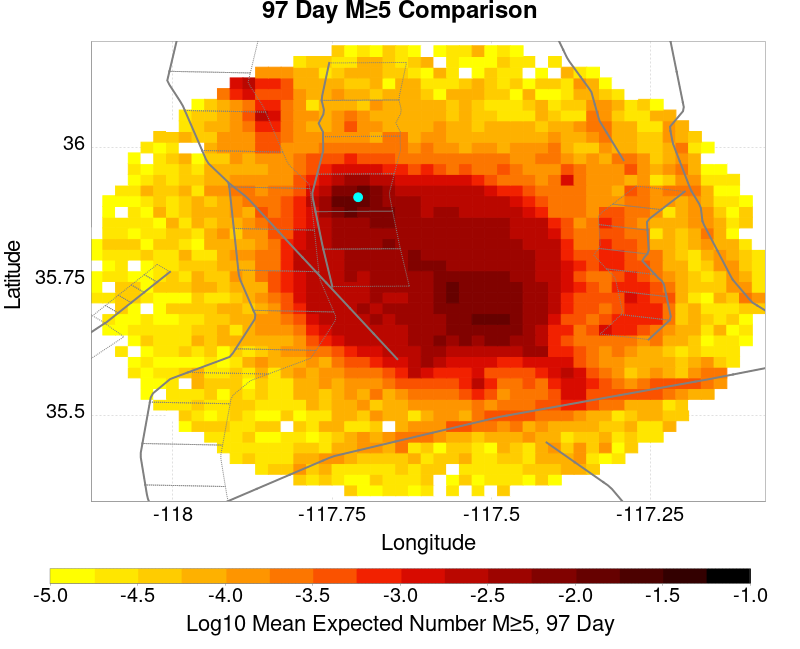 97 Day M≥5 Comparison
36
35.75
35.5
Latitude
-118 -117.75 -117.5 -117.25
Longitude
-5.0 -4.5 -4.0 -3.5 -3.0 -2.5 -2.0 -1.5 -1.0
Log10 Mean Expected Number M≥5, 97 Day